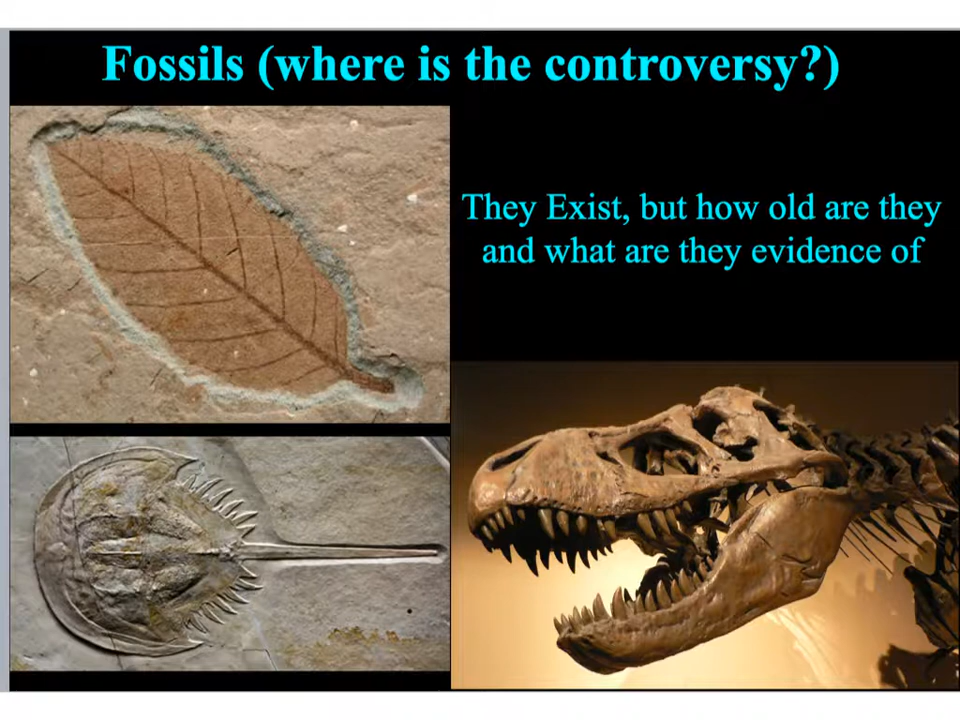 Fossils (where is the controversy?)
They Exist, but how old are they
and what are they evidence of